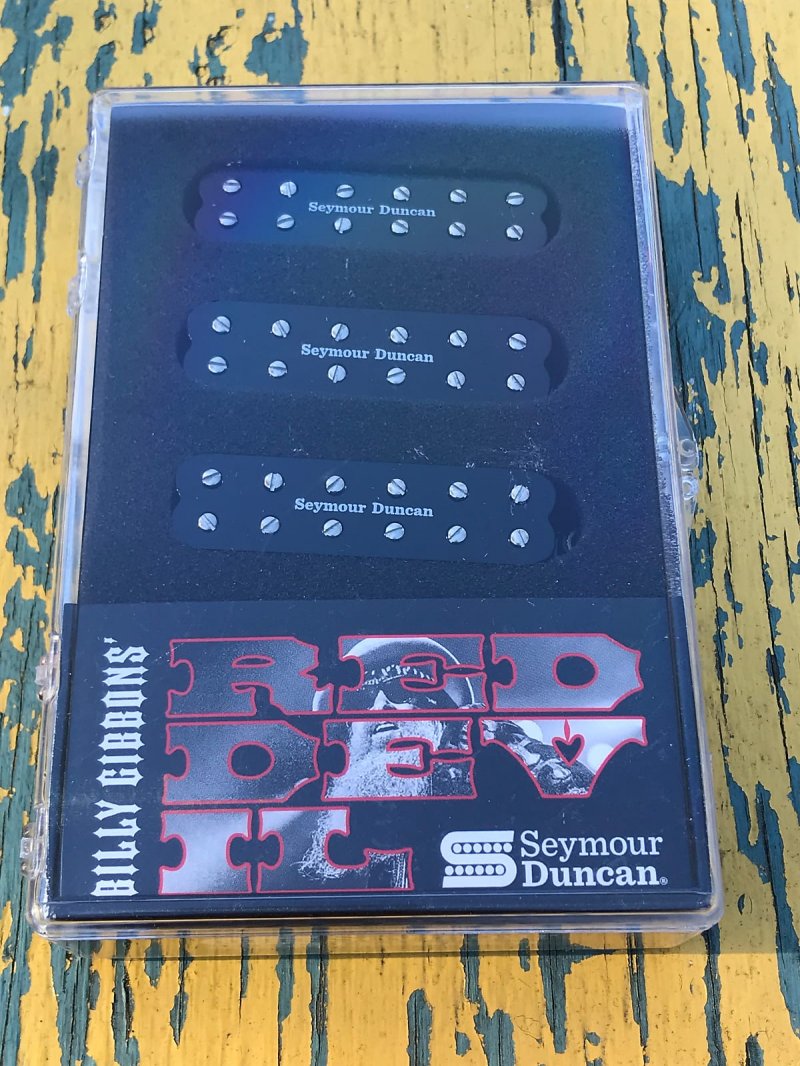 Seymour Duncan
Seymour Duncan
Seymour Duncan
BILLY GIBBONS'
RED
DEV
IL
Seymour
Duncan®